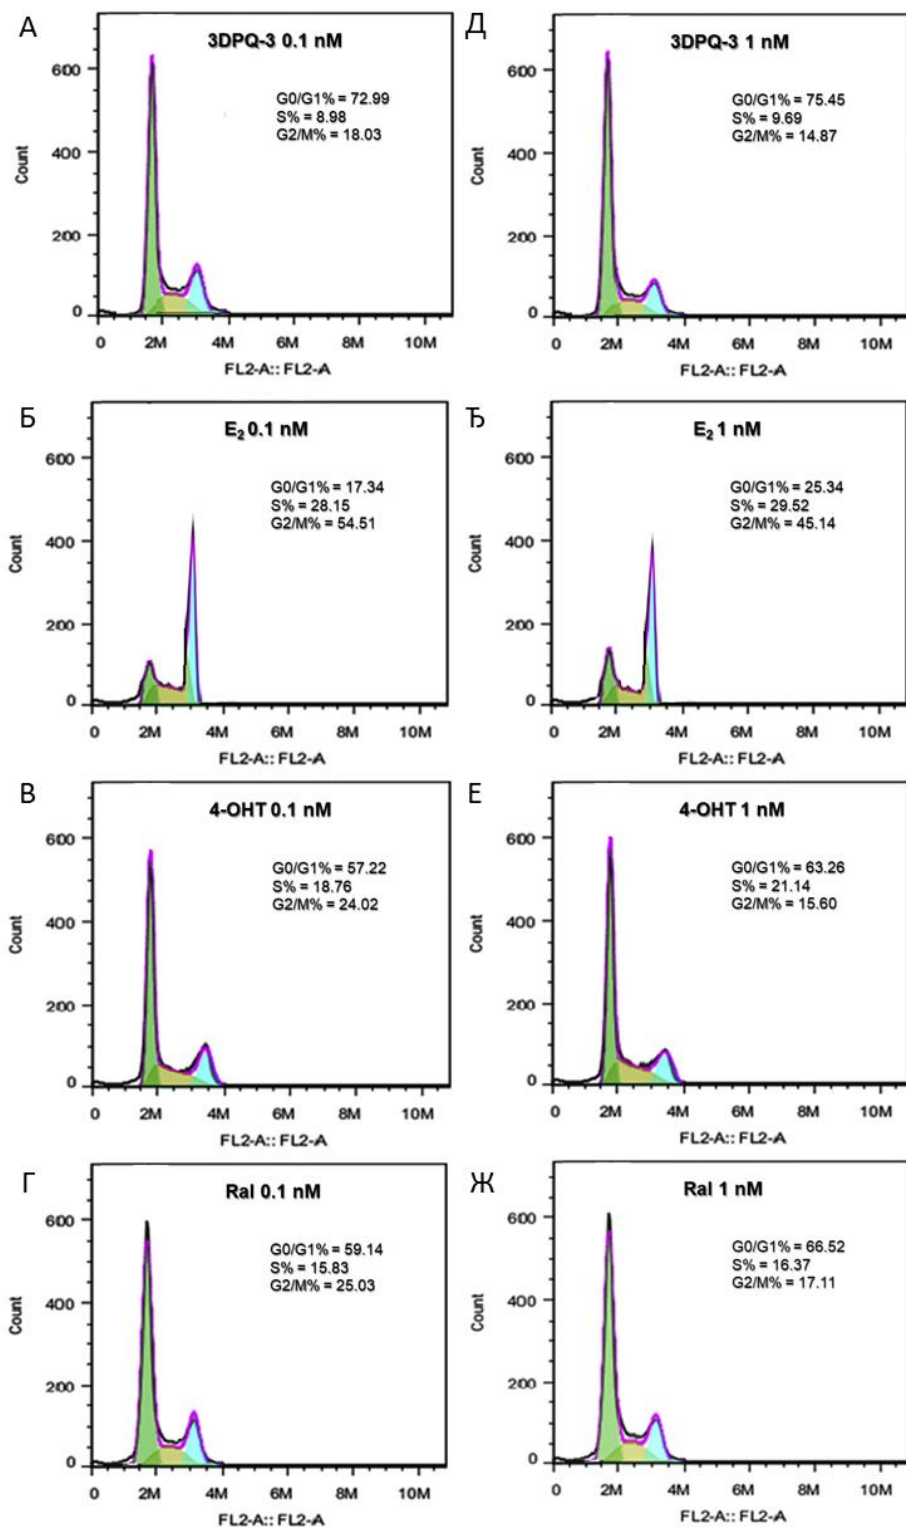 А
3DPQ-3 0.1 nM
G0/G1% = 72.99
S% = 8.98
G2/M% = 18.03
Count
600
400
200
0
0 2M 4M 6M 8M 10M
FL2-A:: FL2-A
Д
3DPQ-3 1 nM
G0/G1% = 75.45
S% = 9.69
G2/M% = 14.87
Count
600
400
200
0
0 2M 4M 6M 8M 10M
FL2-A:: FL2-A
Б
E₂ 0.1 nM
G0/G1% = 17.34
S% = 28.15
G2/M% = 54.51
Count
600
400
200
0
0 2M 4M 6M 8M 10M
FL2-A:: FL2-A
Ђ
E₂ 1 nM
G0/G1% = 25.34
S% = 29.52
G2/M% = 45.14
Count
600
400
200
0
0 2M 4M 6M 8M 10M
FL2-A:: FL2-A
В
4-OHT 0.1 nM
G0/G1% = 57.22
S% = 18.76
G2/M% = 24.02
Count
600
400
200
0
0 2M 4M 6M 8M 10M
FL2-A:: FL2-A
Е
4-OHT 1 nM
G0/G1% = 63.26
S% = 21.14
G2/M% = 15.60
Count
600
400
200
0
0 2M 4M 6M 8M 10M
FL2-A:: FL2-A
Г
Ral 0.1 nM
G0/G1% = 59.14
S% = 15.83
G2/M% = 25.03
Count
600
400
200
0
0 2M 4M 6M 8M 10M
FL2-A:: FL2-A
Ж
Ral 1 nM
G0/G1% = 66.52
S% = 16.37
G2/M% = 17.11
Count
600
400
200
0
0 2M 4M 6M 8M 10M
FL2-A:: FL2-A